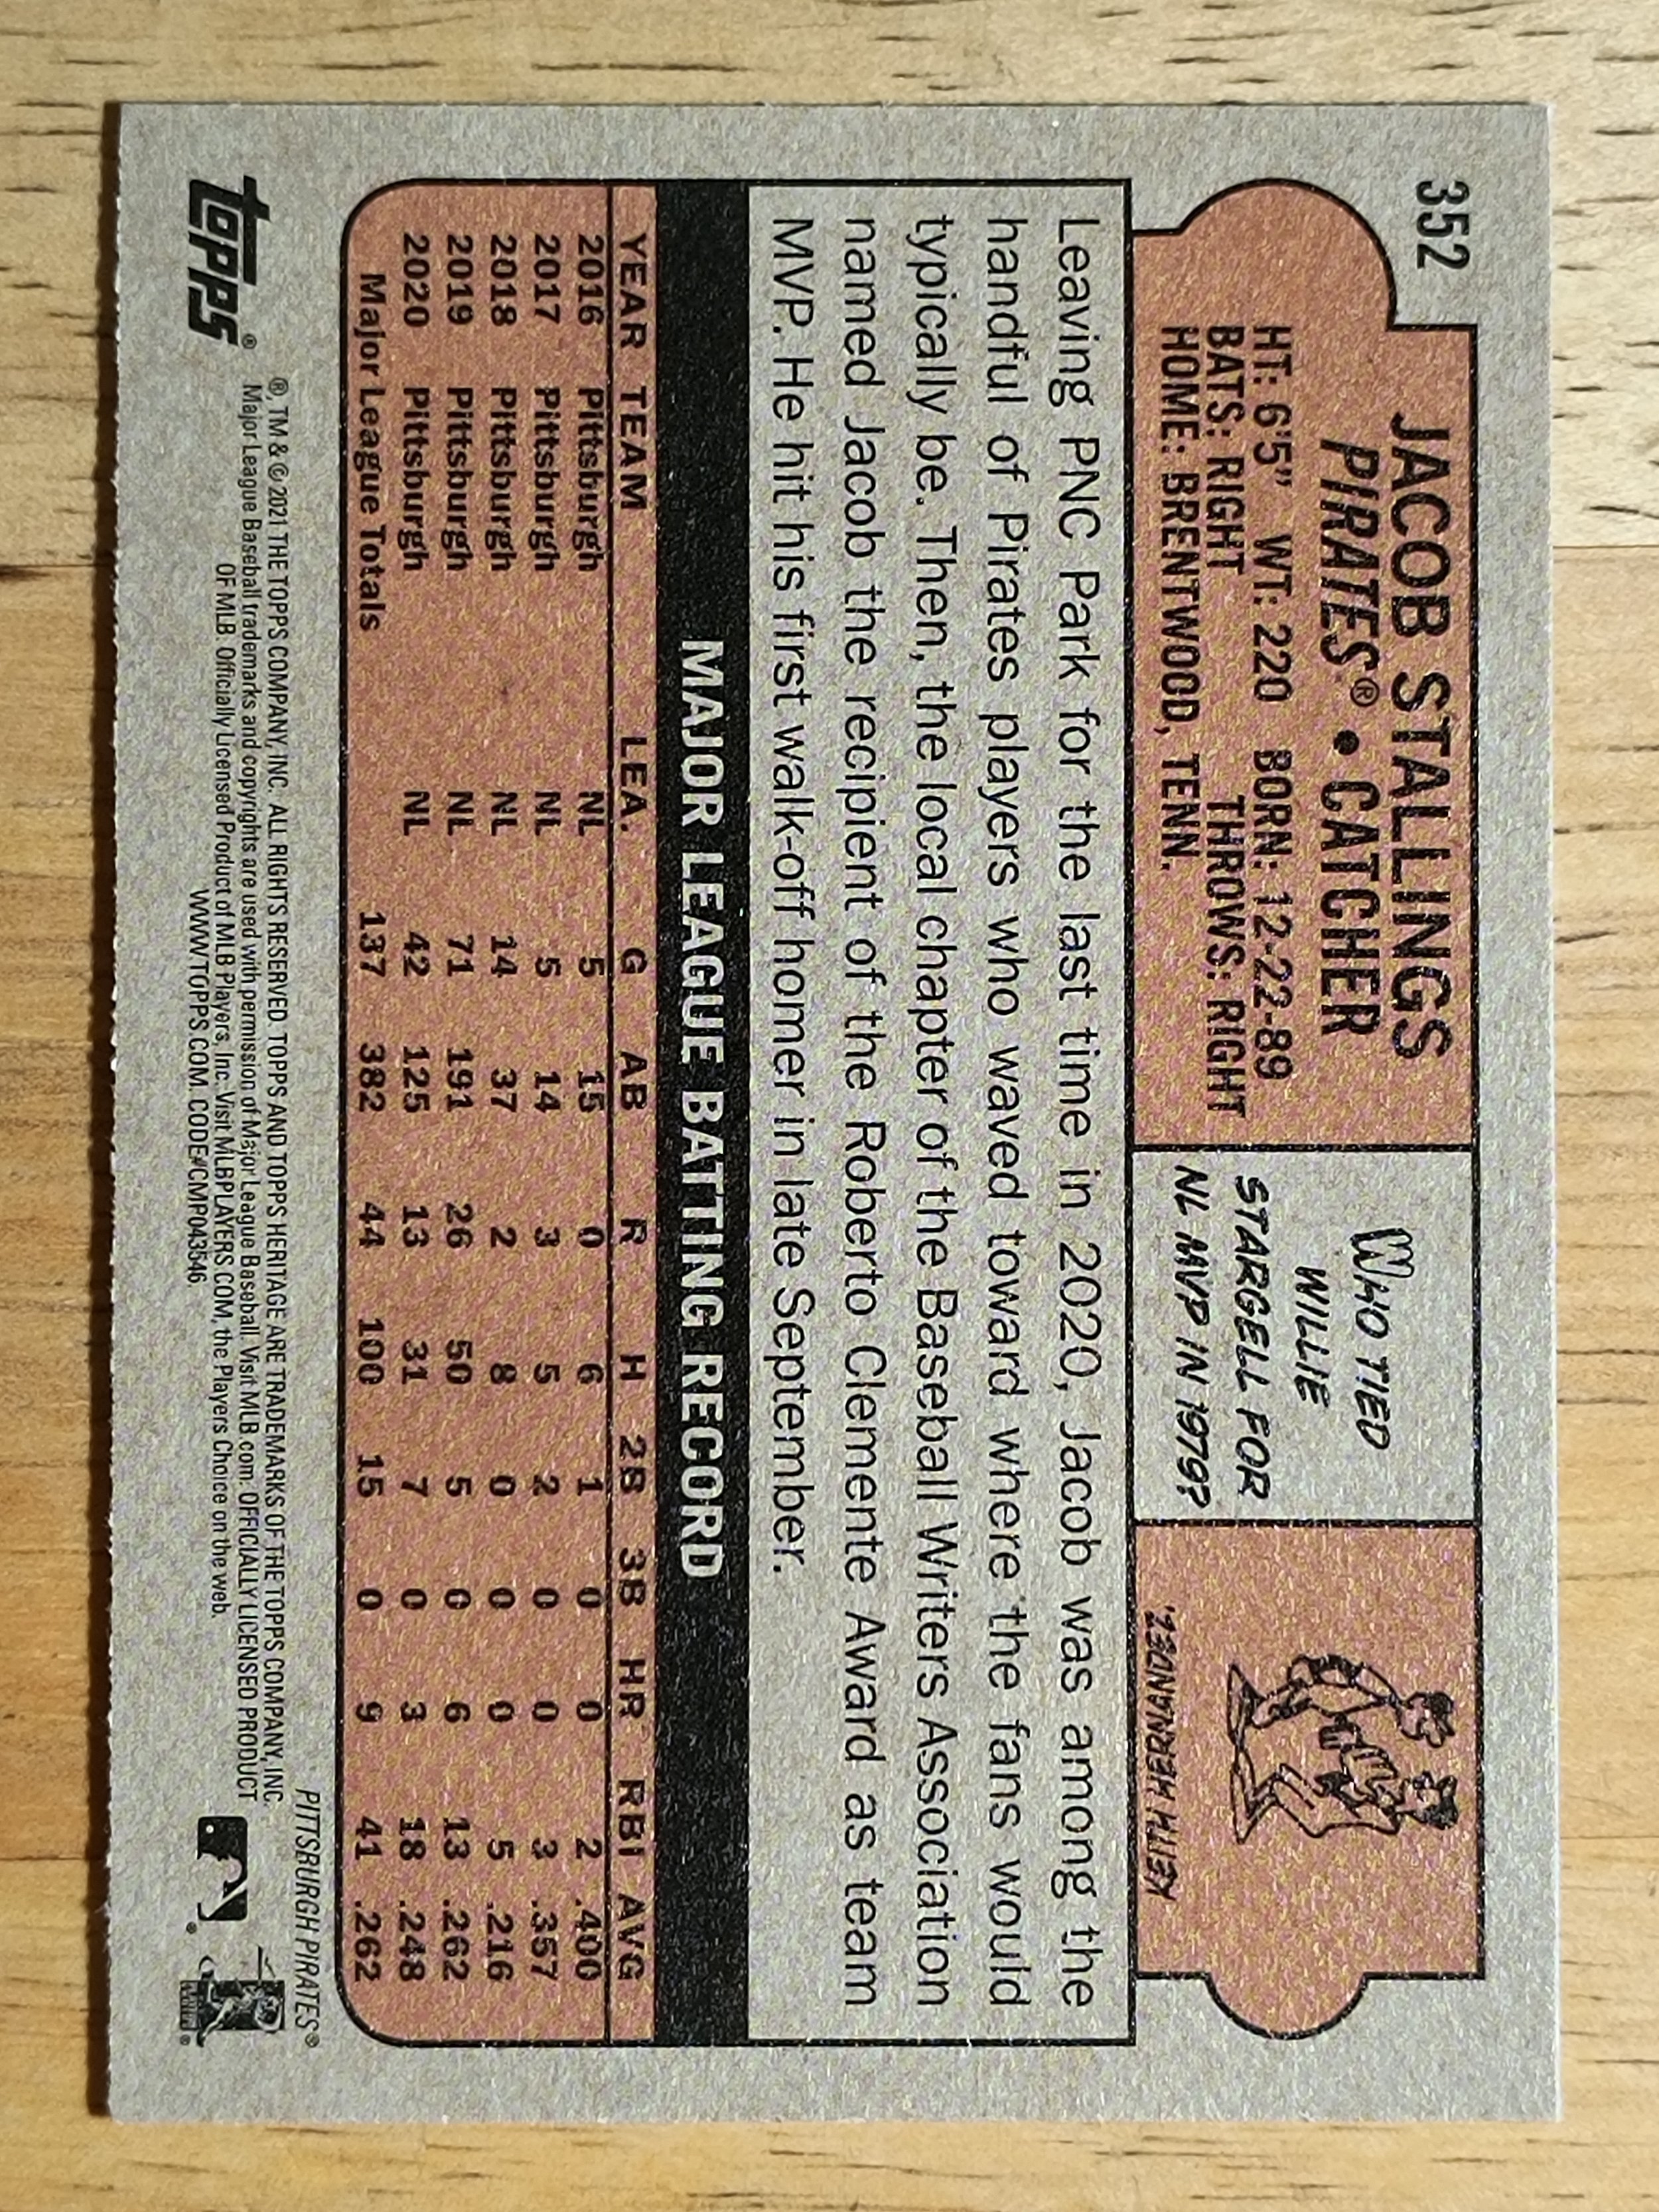 352
JACOB STALLINGS
PIRATES® • CATCHER
HT: 6'5" WT: 220 BORN: 12-22-89
BATS: RIGHT THROWS: RIGHT
HOME: BRENTWOOD, TENN.
WHO TIED
WILLIE
STARGELL FOR
NL MVP IN 1979?
KEITH HERNANDEZ.
Leaving PNC Park for the last time in 2020, Jacob was among the
handful of Pirates players who waved toward where the fans would
typically be. Then, the local chapter of the Baseball Writers Association
named Jacob the recipient of the Roberto Clemente Award as team
MVP. He hit his first walk-off homer in late September.
MAJOR LEAGUE BATTING RECORD
YEAR TEAM LEA. G AB R H 2B 3B HR RBI AVG
2016 Pittsburgh NL 5 15 0 6 1 0 0 2 .400
2017 Pittsburgh NL 5 14 3 5 2 0 0 3 .357
2018 Pittsburgh NL 14 37 2 8 0 0 0 5 .216
2019 Pittsburgh NL 71 191 26 50 5 0 6 13 .262
2020 Pittsburgh NL 42 125 13 31 7 0 3 18 .248
Major League Totals 137 382 44 100 15 0 9 41 .262
PITTSBURGH PIRATES®
topps®
®, TM & © 2021 THE TOPPS COMPANY, INC. ALL RIGHTS RESERVED. TOPPS AND TOPPS HERITAGE ARE TRADEMARKS OF THE TOPPS COMPANY, INC.
Major League Baseball trademarks and copyrights are used with permission of Major League Baseball. Visit MLB.com. OFFICIALLY LICENSED PRODUCT
OF MLB Officially Licensed Product of MLB Players, Inc. Visit MLBPLAYERS.COM, the Players Choice on the web.
WWW.TOPPS.COM. CODE#CMP043546